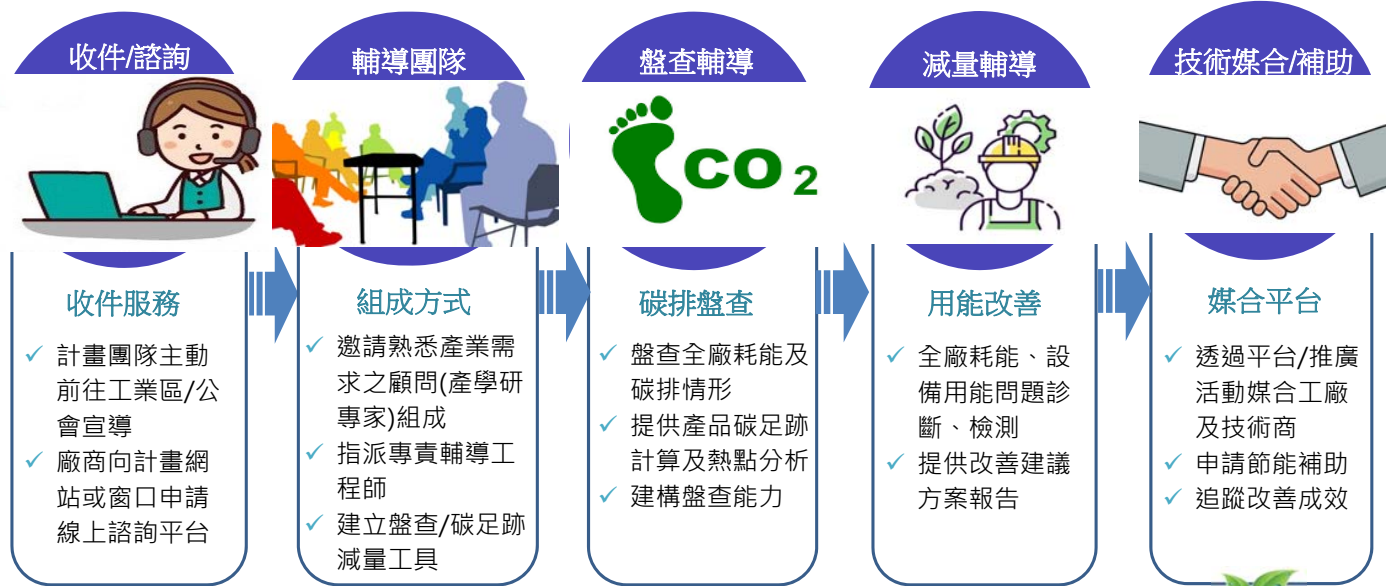 收件/諮詢
輔導團隊
盤查輔導
減量輔導
技術媒合/補助
CO2
收件服務
✓ 計畫團隊主動
前往工業區/公
會宣導
✓ 廠商向計畫網
站或窗口申請
線上諮詢平台
組成方式
✓ 邀請熟悉產業需
求之顧問(產學研
專家)組成
✓ 指派專責輔導工
程師
✓ 建立盤查/碳足跡
減量工具
碳排盤查
✓ 盤查全廠耗能及
碳排情形
✓ 提供產品碳足跡
計算及熱點分析
✓ 建構盤查能力
用能改善
✓ 全廠耗能、設
備用能問題診
斷、檢測
✓ 提供改善建議
方案報告
媒合平台
✓ 透過平台/推廣
活動媒合工廠
及技術商
✓ 申請節能補助
✓ 追蹤改善成效